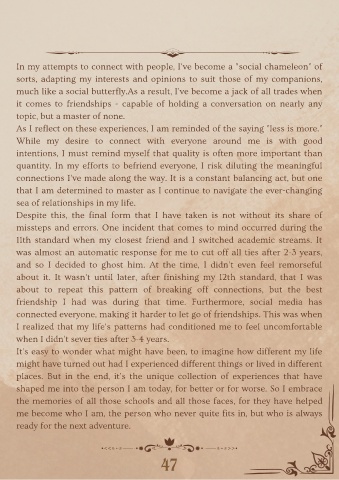 In my attempts to connect with people, I've become a "social chameleon" of
sorts, adapting my interests and opinions to suit those of my companions,
much like a social butterfly.As a result, I've become a jack of all trades when
it comes to friendships - capable of holding a conversation on nearly any
topic, but a master of none.
As I reflect on these experiences, I am reminded of the saying "less is more."
While my desire to connect with everyone around me is with good
intentions, I must remind myself that quality is often more important than
quantity. In my efforts to befriend everyone, I risk diluting the meaningful
connections I've made along the way. It is a constant balancing act, but one
that I am determined to master as I continue to navigate the ever-changing
sea of relationships in my life.
Despite this, the final form that I have taken is not without its share of
missteps and errors. One incident that comes to mind occurred during the
11th standard when my closest friend and I switched academic streams. It
was almost an automatic response for me to cut off all ties after 2-3 years,
and so I decided to ghost him. At the time, I didn't even feel remorseful
about it. It wasn't until later, after finishing my 12th standard, that I was
about to repeat this pattern of breaking off connections, but the best
friendship I had was during that time. Furthermore, social media has
connected everyone, making it harder to let go of friendships. This was when
I realized that my life's patterns had conditioned me to feel uncomfortable
when I didn't sever ties after 3-4 years.
It's easy to wonder what might have been, to imagine how different my life
might have turned out had I experienced different things or lived in different
places. But in the end, it's the unique collection of experiences that have
shaped me into the person I am today, for better or for worse. So I embrace
the memories of all those schools and all those faces, for they have helped
me become who I am, the person who never quite fits in, but who is always
ready for the next adventure.
47